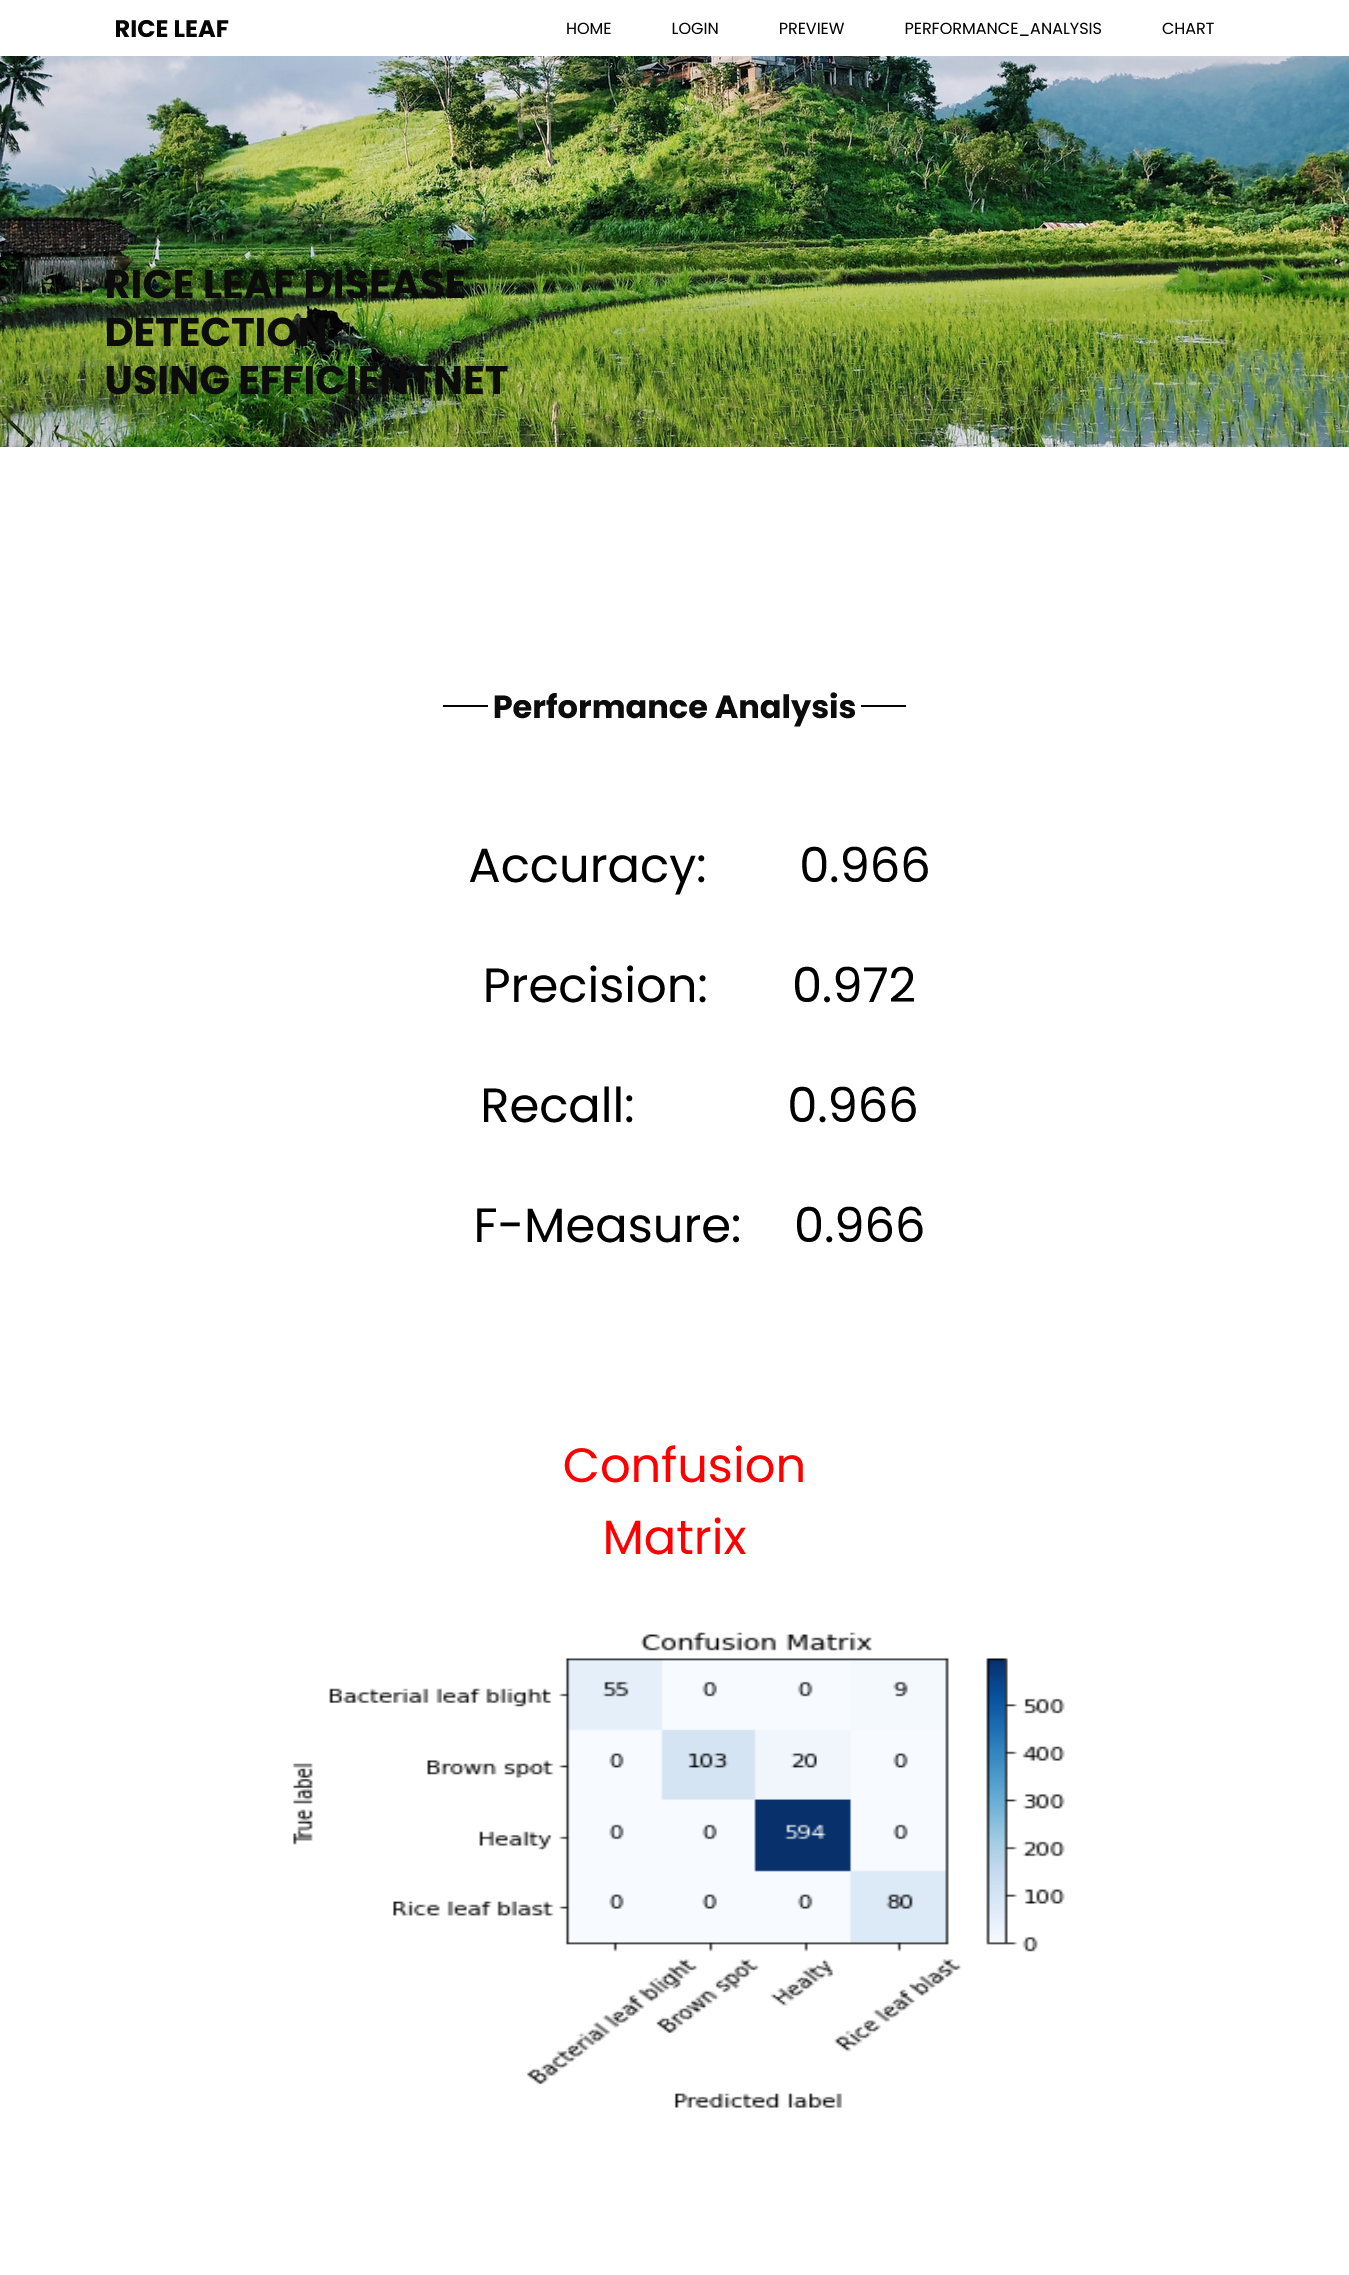 RICE LEAF
HOME LOGIN PREVIEW PERFORMANCE_ANALYSIS CHART
RICE LEAF DISEASE
DETECTION
USING EFFICIENTNET
Performance Analysis
Accuracy: 0.966
Precision: 0.972
Recall: 0.966
F-Measure: 0.966
Confusion
Matrix
Confusion Matrix
True label
Bacterial leaf blight 55 0 0 9
Brown spot 0 103 20 0
Healty 0 0 594 0
Rice leaf blast 0 0 0 80
Bacterial leaf blight
Brown spot
Healty
Rice leaf blast
Predicted label
500
400
300
200
100
0